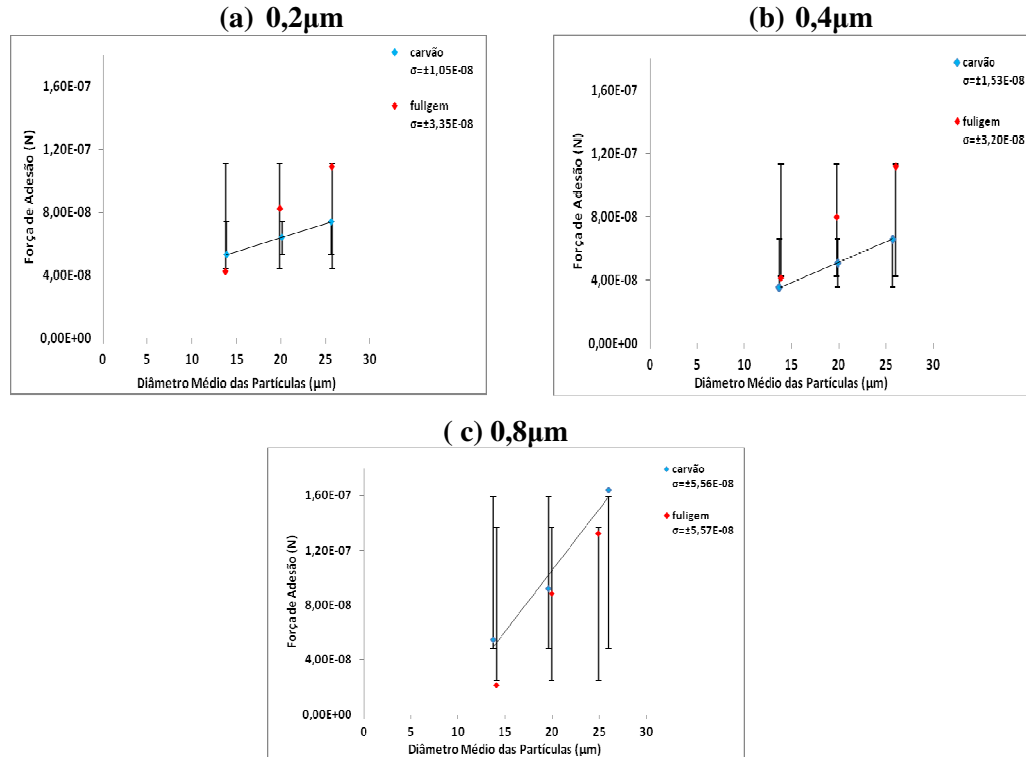 (a) 0,2μm
carvão
σ=±1,05E-08
fuligem
σ=±3,35E-08
1,60E-07
1,20E-07
8,00E-08
4,00E-08
0,00E+00
Força de Adesão (N)
0 5 10 15 20 25 30
Diâmetro Médio das Partículas (μm)
(b) 0,4μm
carvão
σ=±1,53E-08
fuligem
σ=±3,20E-08
1,60E-07
1,20E-07
8,00E-08
4,00E-08
0,00E+00
Força de Adesão (N)
0 5 10 15 20 25 30
Diâmetro Médio das Partículas (μm)
( c) 0,8μm
carvão
σ=±5,56E-08
fuligem
σ=±5,57E-08
1,60E-07
1,20E-07
8,00E-08
4,00E-08
0,00E+00
Força de Adesão (N)
0 5 10 15 20 25 30
Diâmetro Médio das Partículas (μm)